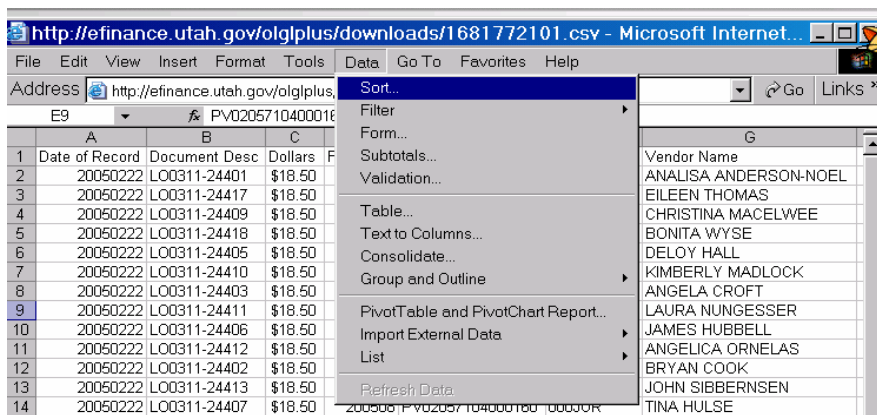 http://efinance.utah.gov/olglplus/downloads/1681772101.csv - Microsoft Internet...
File Edit View Insert Format Tools Data Go To Favorites Help
Address http://efinance.utah.gov/olglplus, Go Links »
E9 fx PV0205710400016
A B C G
1 Date of Record Document Desc Dollars F Vendor Name
2 20050222 LO0311-24401 $18.50 ANALISA ANDERSON-NOEL
3 20050222 LO0311-24417 $18.50 EILEEN THOMAS
4 20050222 LO0311-24409 $18.50 CHRISTINA MACELWEE
5 20050222 LO0311-24418 $18.50 BONITA WYSE
6 20050222 LO0311-24405 $18.50 DELOY HALL
7 20050222 LO0311-24410 $18.50 KIMBERLY MADLOCK
8 20050222 LO0311-24403 $18.50 ANGELA CROFT
9 20050222 LO0311-24411 $18.50 LAURA NUNGESSER
10 20050222 LO0311-24406 $18.50 JAMES HUBBELL
11 20050222 LO0311-24412 $18.50 ANGELICA ORNELAS
12 20050222 LO0311-24402 $18.50 BRYAN COOK
13 20050222 LO0311-24413 $18.50 JOHN SIBBERNSEN
14 20050222 LO0311-24407 $18.50 TINA HULSE
Sort...
Filter
Form...
Subtotals...
Validation...
Table...
Text to Columns...
Consolidate...
Group and Outline
PivotTable and PivotChart Report...
Import External Data
List
Refresh Data